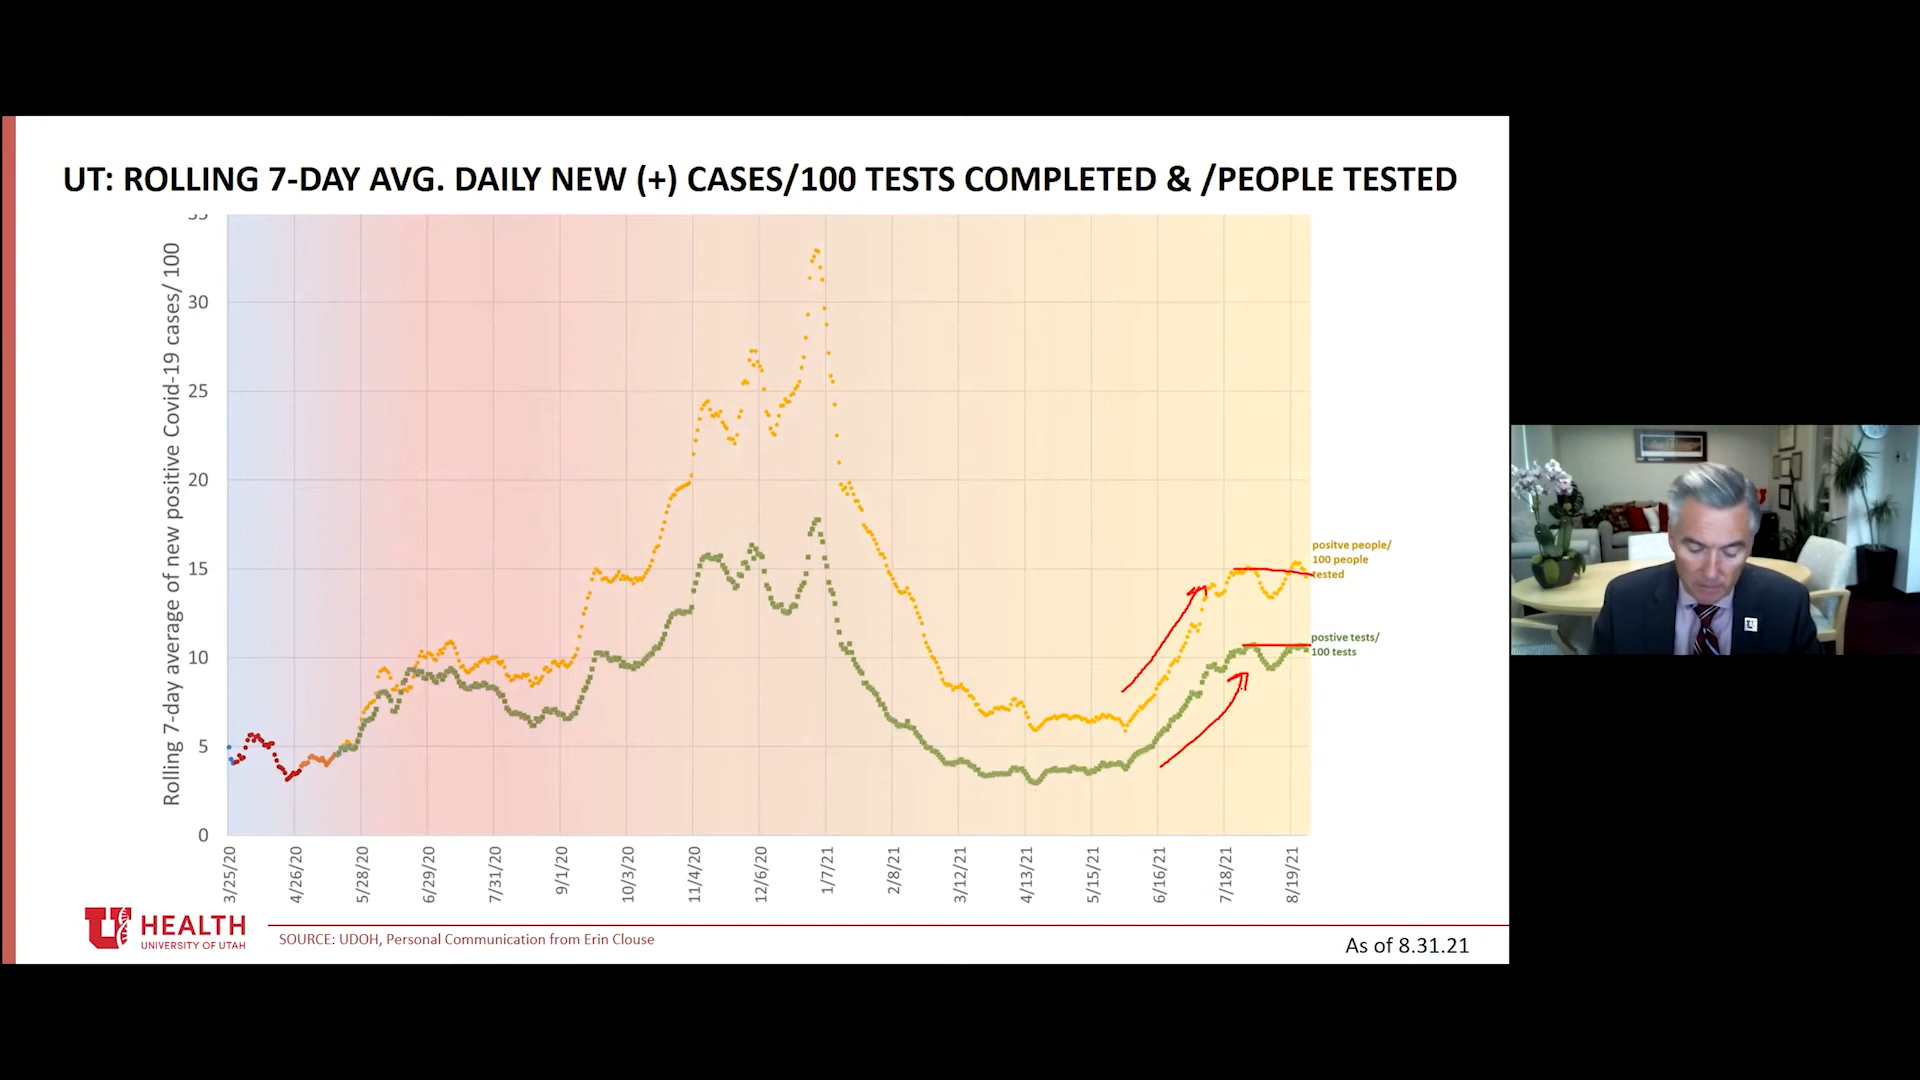 UT: ROLLING 7-DAY AVG. DAILY NEW (+) CASES/100 TESTS COMPLETED & /PEOPLE TESTED
Rolling 7-day average of new positive Covid-19 cases/ 100
35
30
25
20
15
10
5
0
positve people/
100 people
tested
postive tests/
100 tests
3/25/20
4/26/20
5/28/20
6/29/20
7/31/20
9/1/20
10/3/20
11/4/20
12/6/20
1/7/21
2/8/21
3/12/21
4/13/21
5/15/21
6/16/21
7/18/21
8/19/21
U HEALTH
UNIVERSITY OF UTAH
SOURCE: UDOH, Personal Communication from Erin Clouse
As of 8.31.21